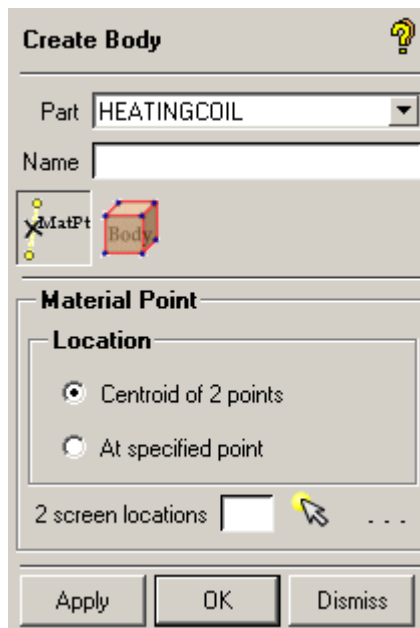 Create Body
Part HEATINGCOIL
Name
MatPt Body
Material Point
Location
Centroid of 2 points
At specified point
2 screen locations ...
Apply OK Dismiss